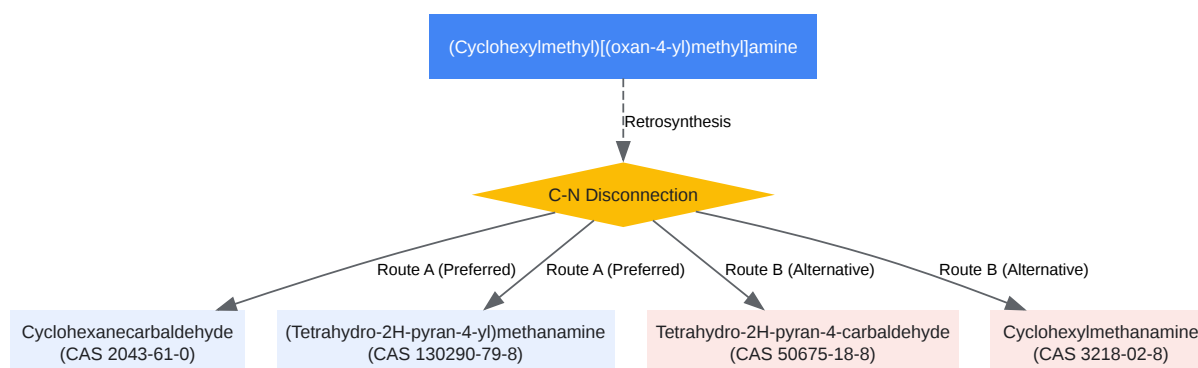 (Cyclohexylmethyl)[(oxan-4-yl)methyl]amine
Retrosynthesis
C-N Disconnection
Route A (Preferred)
Route A (Preferred)
Route B (Alternative)
Route B (Alternative)
Cyclohexanecarbaldehyde
(CAS 2043-61-0)
(Tetrahydro-2H-pyran-4-yl)methanamine
(CAS 130290-79-8)
Tetrahydro-2H-pyran-4-carbaldehyde
(CAS 50675-18-8)
Cyclohexylmethanamine
(CAS 3218-02-8)